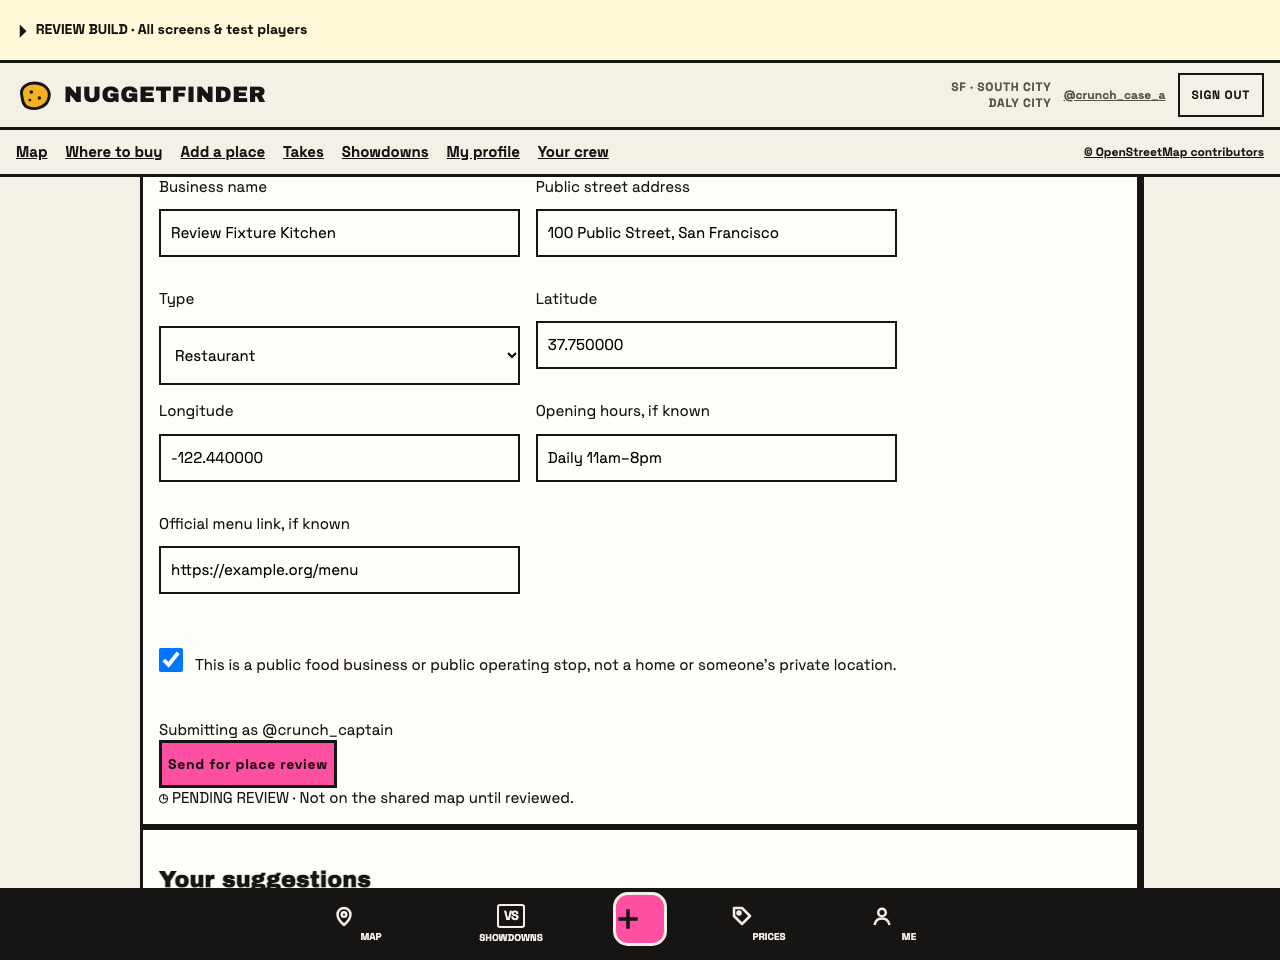 REVIEW BUILD · All screens & test players
NUGGETFINDER
SF · SOUTH CITY
DALY CITY
@crunch_case_a
SIGN OUT
Map Where to buy Add a place Takes Showdowns My profile Your crew
© OpenStreetMap contributors
Business name
Public street address
Review Fixture Kitchen
100 Public Street, San Francisco
Type
Latitude
Restaurant
37.750000
Longitude
Opening hours, if known
-122.440000
Daily 11am–8pm
Official menu link, if known
https://example.org/menu
This is a public food business or public operating stop, not a home or someone's private location.
Submitting as @crunch_captain
Send for place review
◷ PENDING REVIEW · Not on the shared map until reviewed.
Your suggestions
MAP
VS
SHOWDOWNS
+
PRICES
ME